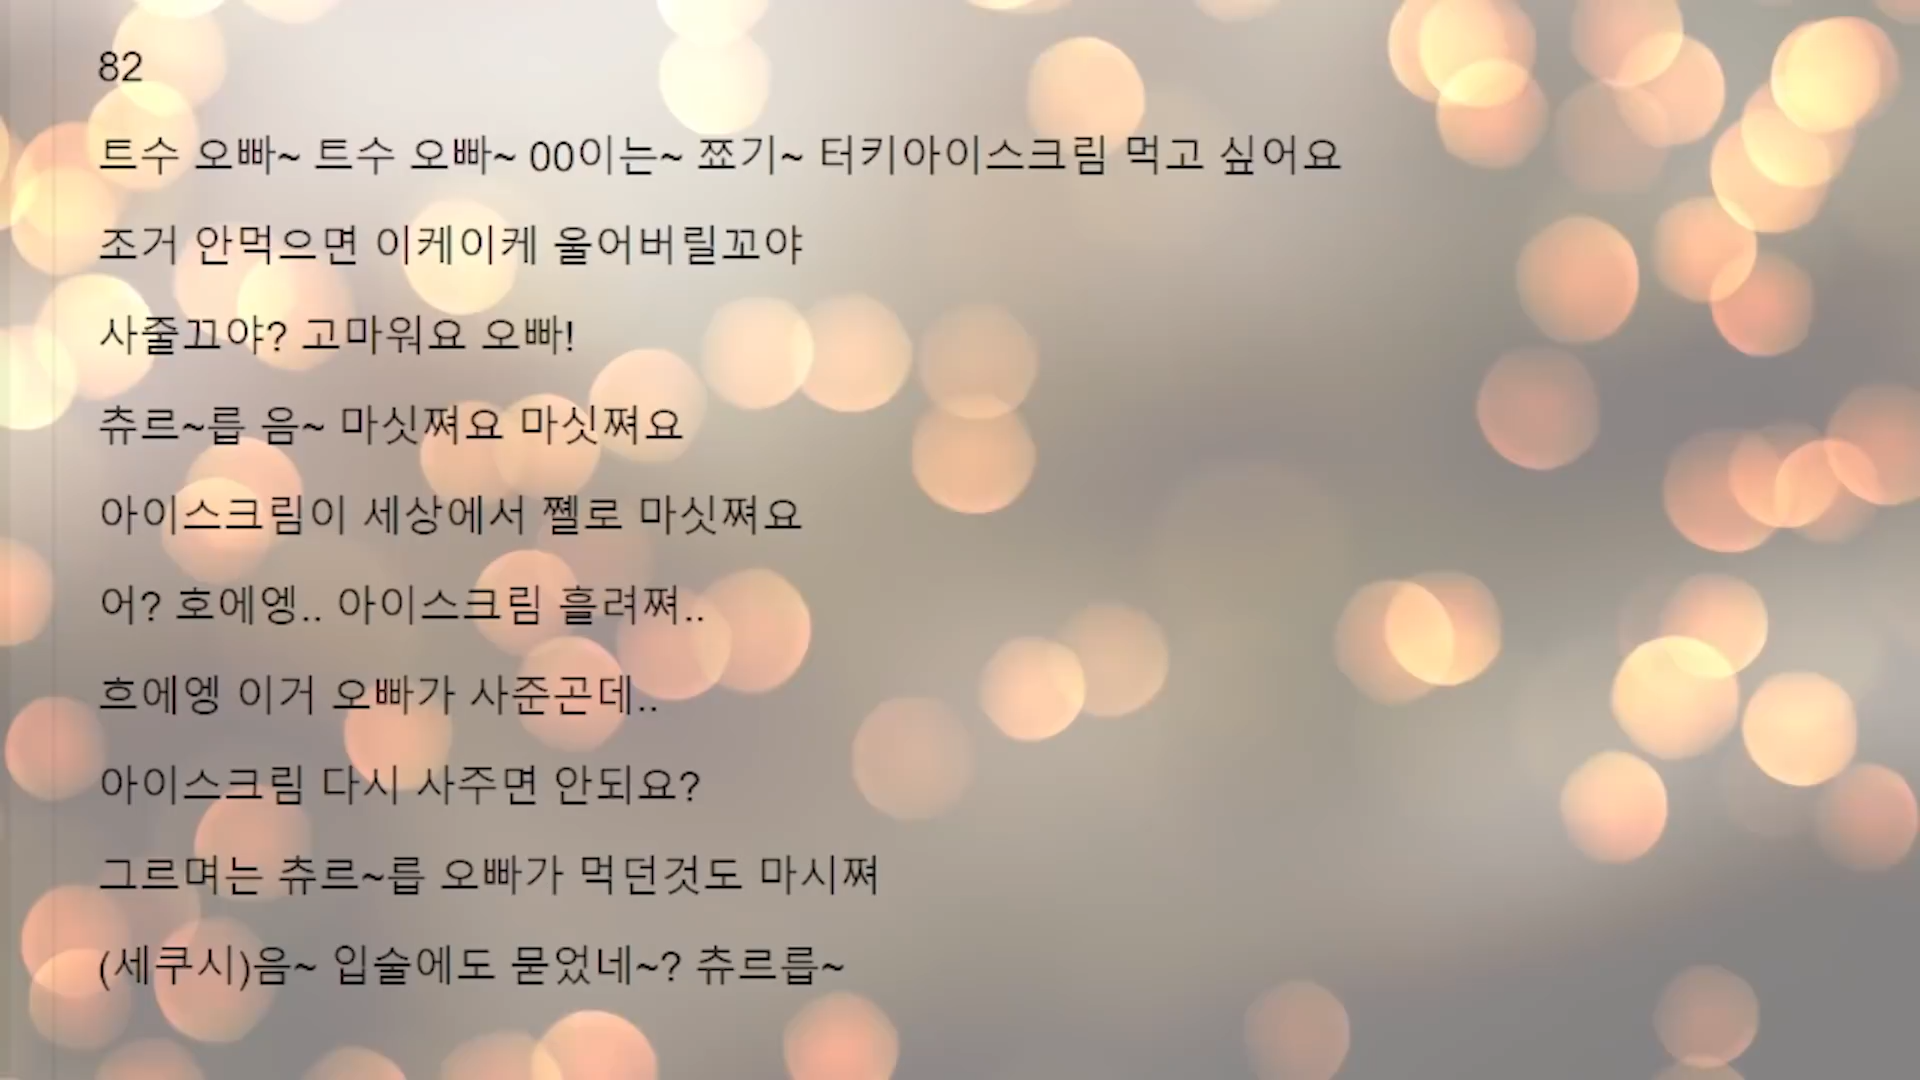 82
트수 오빠~ 트수 오빠~ 00이는~ 쪼기~ 터키아이스크림 먹고 싶어요
조거 안먹으면 이케이케 울어버릴꼬야
사줄끄야? 고마워요 오빠!
츄르~릅 음~ 마싯쪄요 마싯쪄요
아이스크림이 세상에서 쪨로 마싯쪄요
어? 호에엥.. 아이스크림 흘려쪄..
흐에엥 이거 오빠가 사준곤데..
아이스크림 다시 사주면 안되요?
그르며는 츄르~릅 오빠가 먹던것도 마시쪄
(세쿠시)음~ 입술에도 묻었네~? 츄르릅~